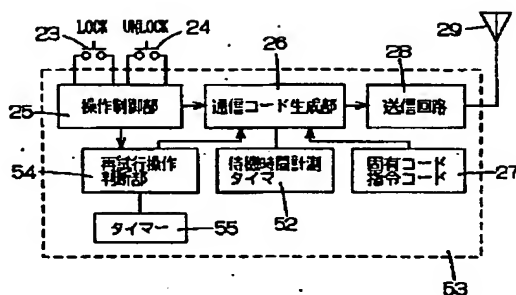 23 LOCK UNLOCK 24 26 28 29
操作制御部 通信コード生成部 送信回路
25
54 再試行操作判断部 待機時間計測タイマ 固有コード指令コード 27
タイマー 55 52 53